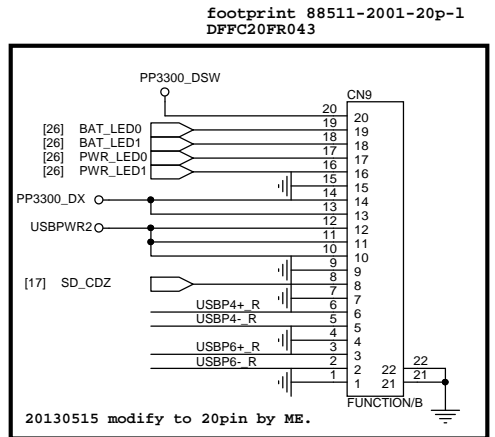 footprint 88511-2001-20p-l
DFFC20FR043
PP3300_DSW
CN9
20 20
[26] BAT_LED0 19 19
[26] BAT_LED1 18 18
[26] PWR_LED0 17 17
[26] PWR_LED1 16 16
15 15
PP3300_DX 14 14
13 13
USBPWR2 12 12
11 11
10 10
9 9
[17] SD_CDZ 8 8
7 7
USBP4+_R 6 6
USBP4-_R 5 5
4 4
USBP6+_R 3 3
USBP6-_R 2 2 22 22
1 1 21 21
FUNCTION/B
20130515 modify to 20pin by ME.